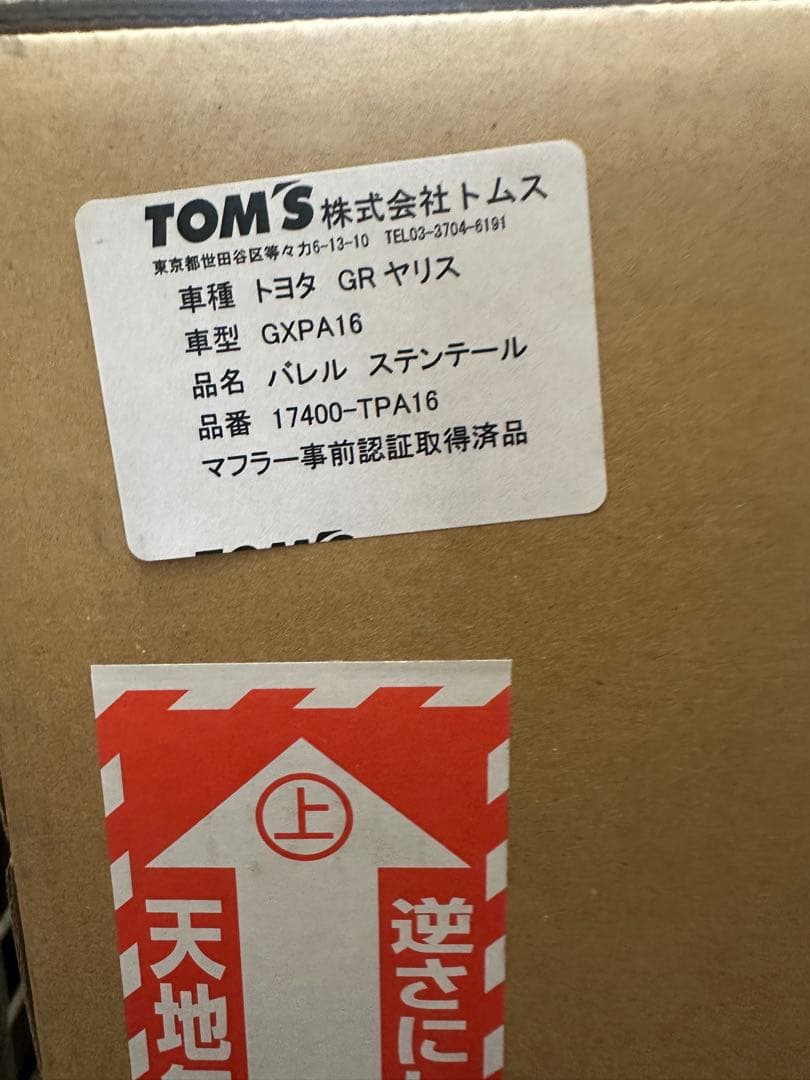 TOM'S 株式会社トムス
東京都世田谷区等々力6-13-10 TEL03-3704-6191
車種 トヨタ GRヤリス
車型 GXPA16
品名 バレル ステンテール
品番 17400-TPA16
マフラー事前認証取得済品
TOM'S
上
逆さに
天地